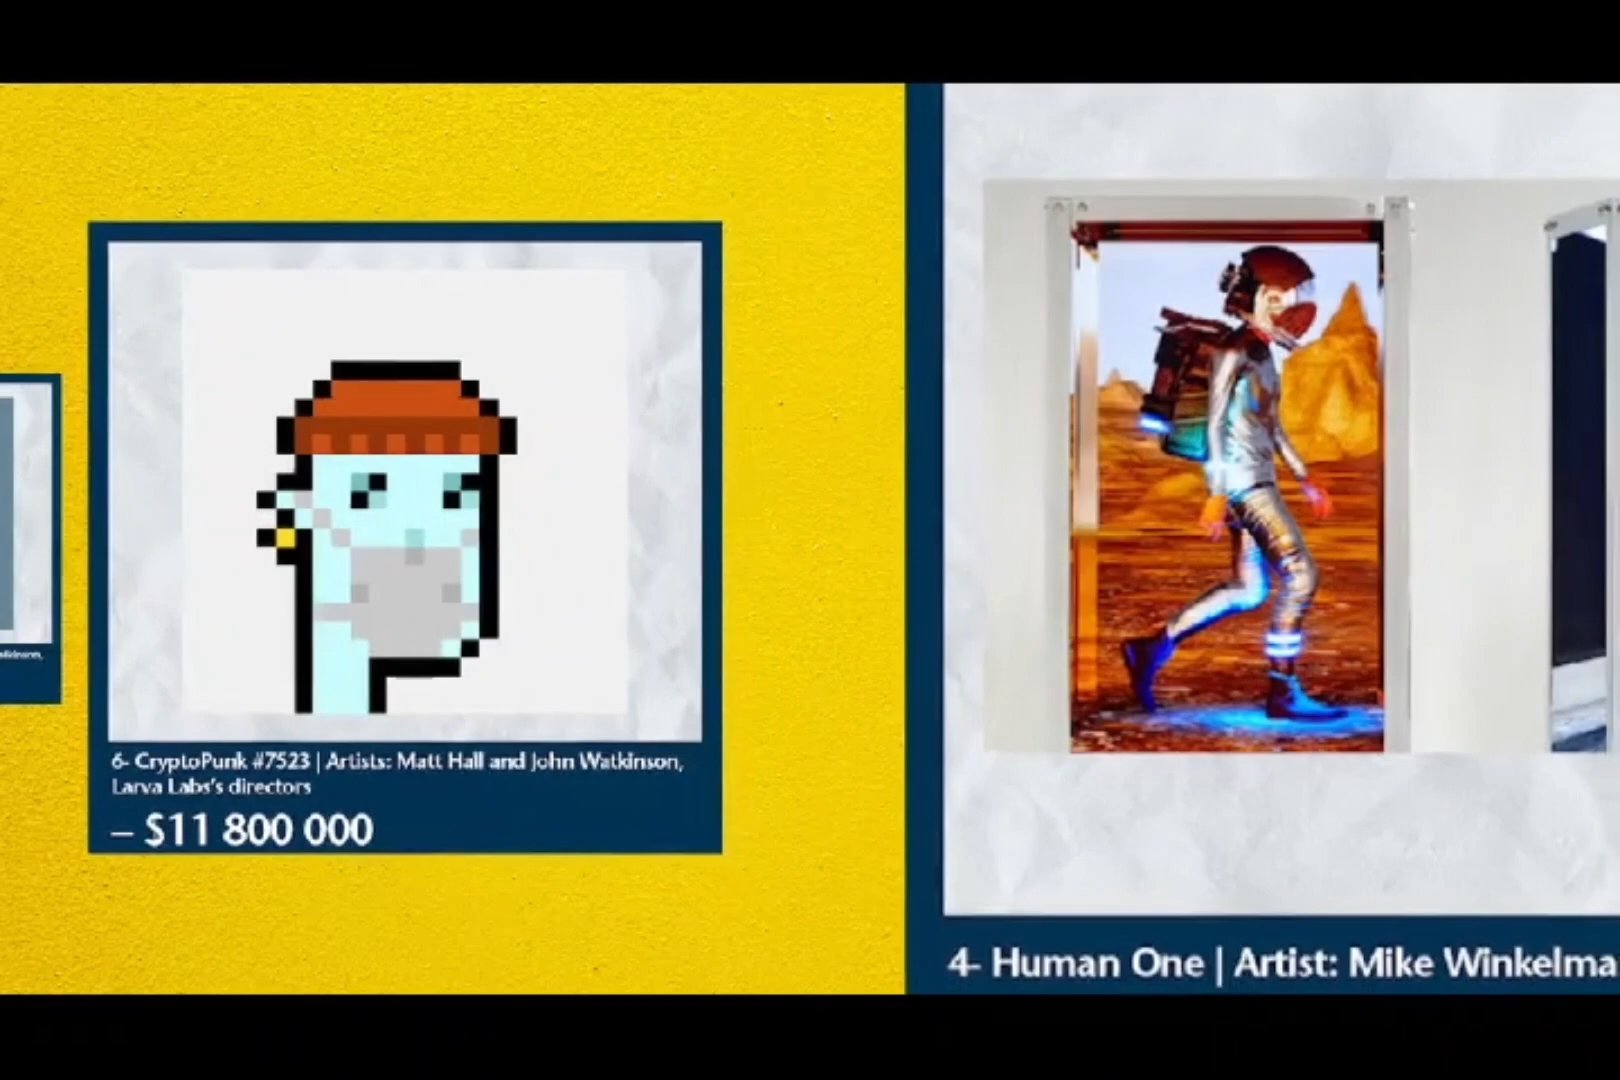 6- CryptoPunk #7523 | Artists: Matt Hall and John Watkinson,
Larva Labs's directors
– $11 800 000
4- Human One | Artist: Mike Winkelma